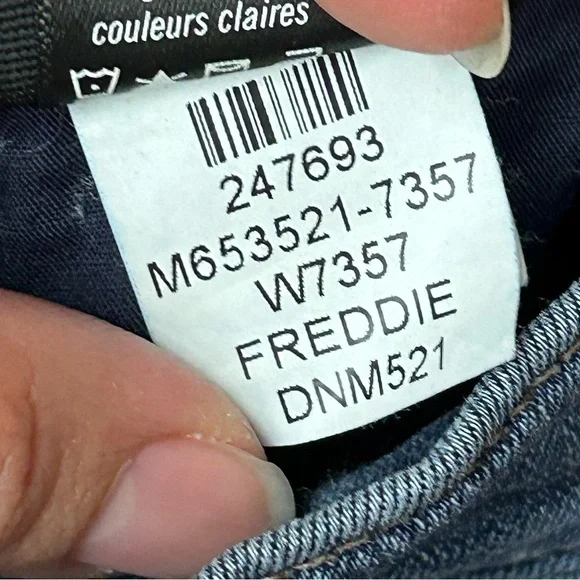 couleurs claires
247693
M653521-7357
W7357
FREDDIE
DNM521